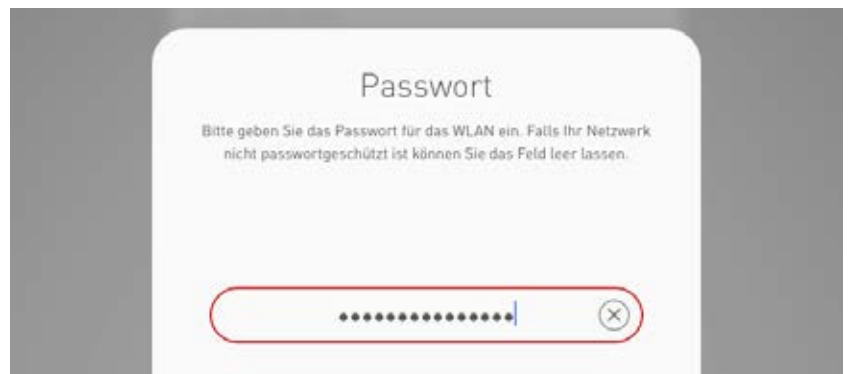 Passwort
Bitte geben Sie das Passwort für das WLAN ein. Falls Ihr Netzwerk
nicht passwortgeschützt ist können Sie das Feld leer lassen.